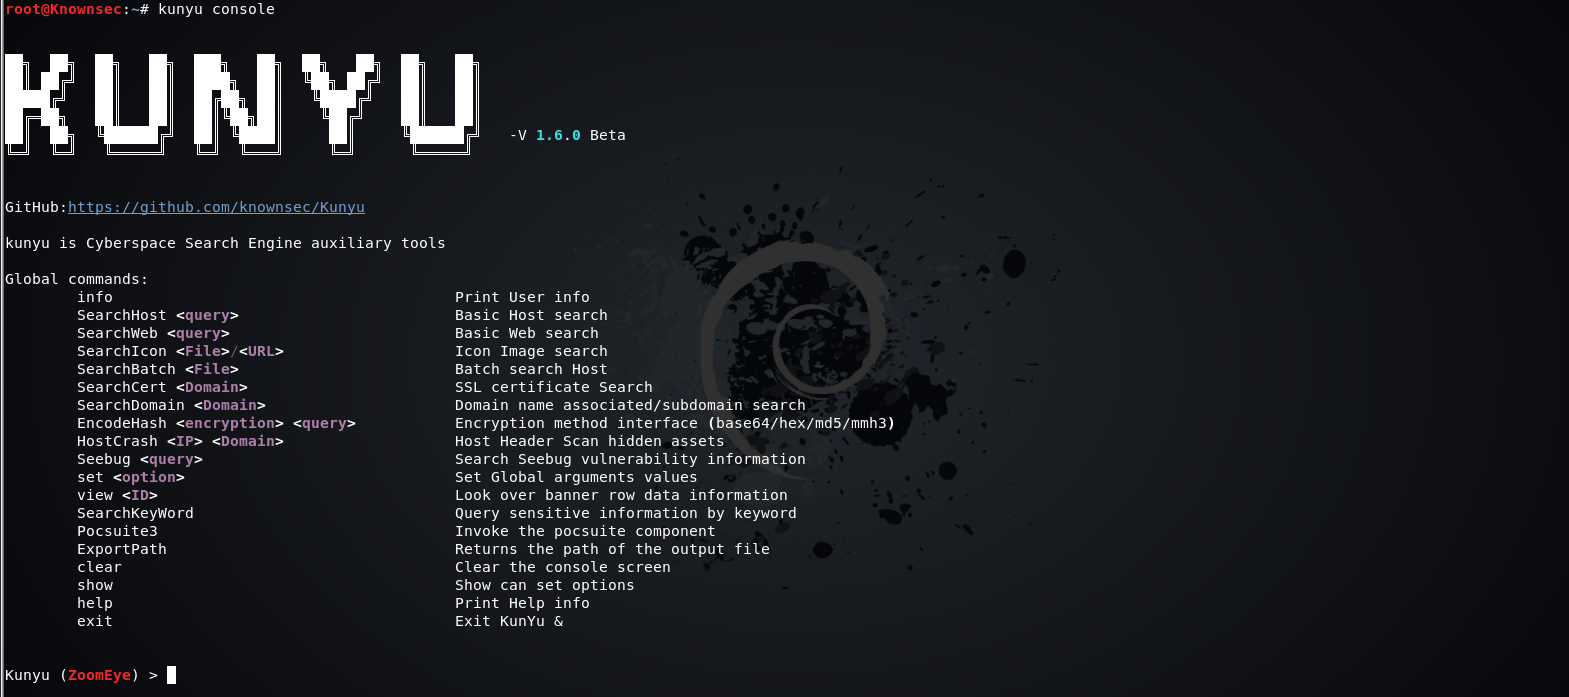 root@Knownsec:~# kunyu console
KUNYU
-V 1.6.0 Beta
GitHub:https://github.com/knownsec/Kunyu
kunyu is Cyberspace Search Engine auxiliary tools
Global commands:
info Print User info
SearchHost <query> Basic Host search
SearchWeb <query> Basic Web search
SearchIcon <File>/<URL> Icon Image search
SearchBatch <File> Batch search Host
SearchCert <Domain> SSL certificate Search
SearchDomain <Domain> Domain name associated/subdomain search
EncodeHash <encryption> <query> Encryption method interface (base64/hex/md5/mmh3)
HostCrash <IP> <Domain> Host Header Scan hidden assets
Seebug <query> Search Seebug vulnerability information
set <option> Set Global arguments values
view <ID> Look over banner row data information
SearchKeyWord Query sensitive information by keyword
Pocsuite3 Invoke the pocsuite component
ExportPath Returns the path of the output file
clear Clear the console screen
show Show can set options
help Print Help info
exit Exit KunYu &
Kunyu (ZoomEye) >